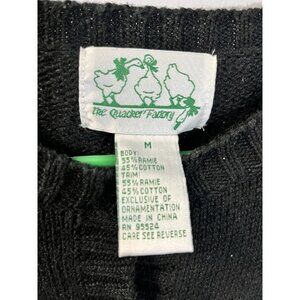 The Quacker Factory
M
BODY:
55% RAMIE
45% COTTON
TRIM:
55% RAMIE
45% COTTON
EXCLUSIVE OF
ORNAMENTATION
MADE IN CHINA
RN 95524
CARE SEE REVERSE